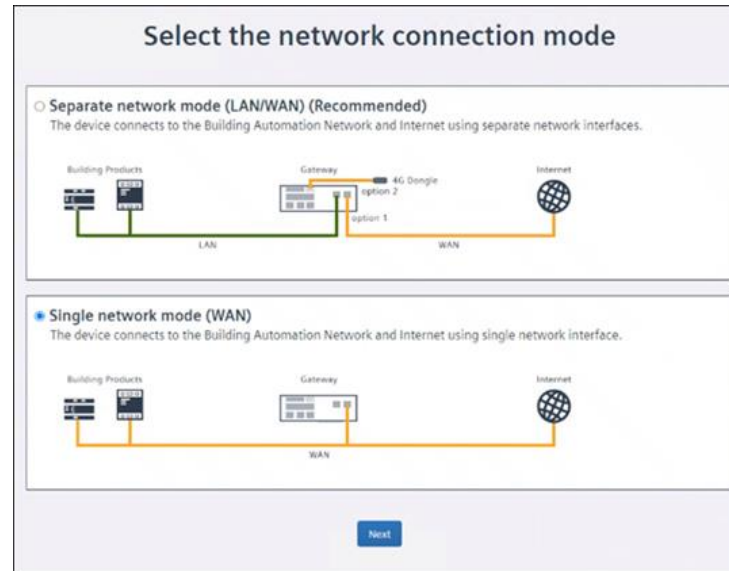 Select the network connection mode
Separate network mode (LAN/WAN) (Recommended)
The device connects to the Building Automation Network and Internet using separate network interfaces.
Building Products
Gateway
Internet
4G Dongle
option 2
option 1
LAN
WAN
Single network mode (WAN)
The device connects to the Building Automation Network and Internet using single network interface.
Building Products
Gateway
Internet
WAN
Next